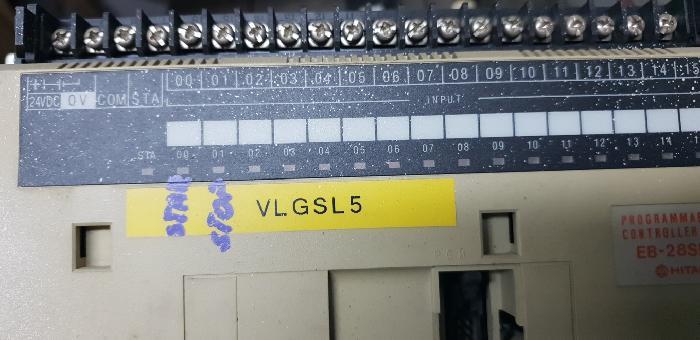 24VDC 0V COM STA 00 01 02 03 04 05 06 07 08 09 10 11 12 13 14 15
INPUT
STA 00 01 02 03 04 05 06 07 08 09 10 11 12 13 14
START
STOP
VLGSL5
CONTROLLER
EB-28S